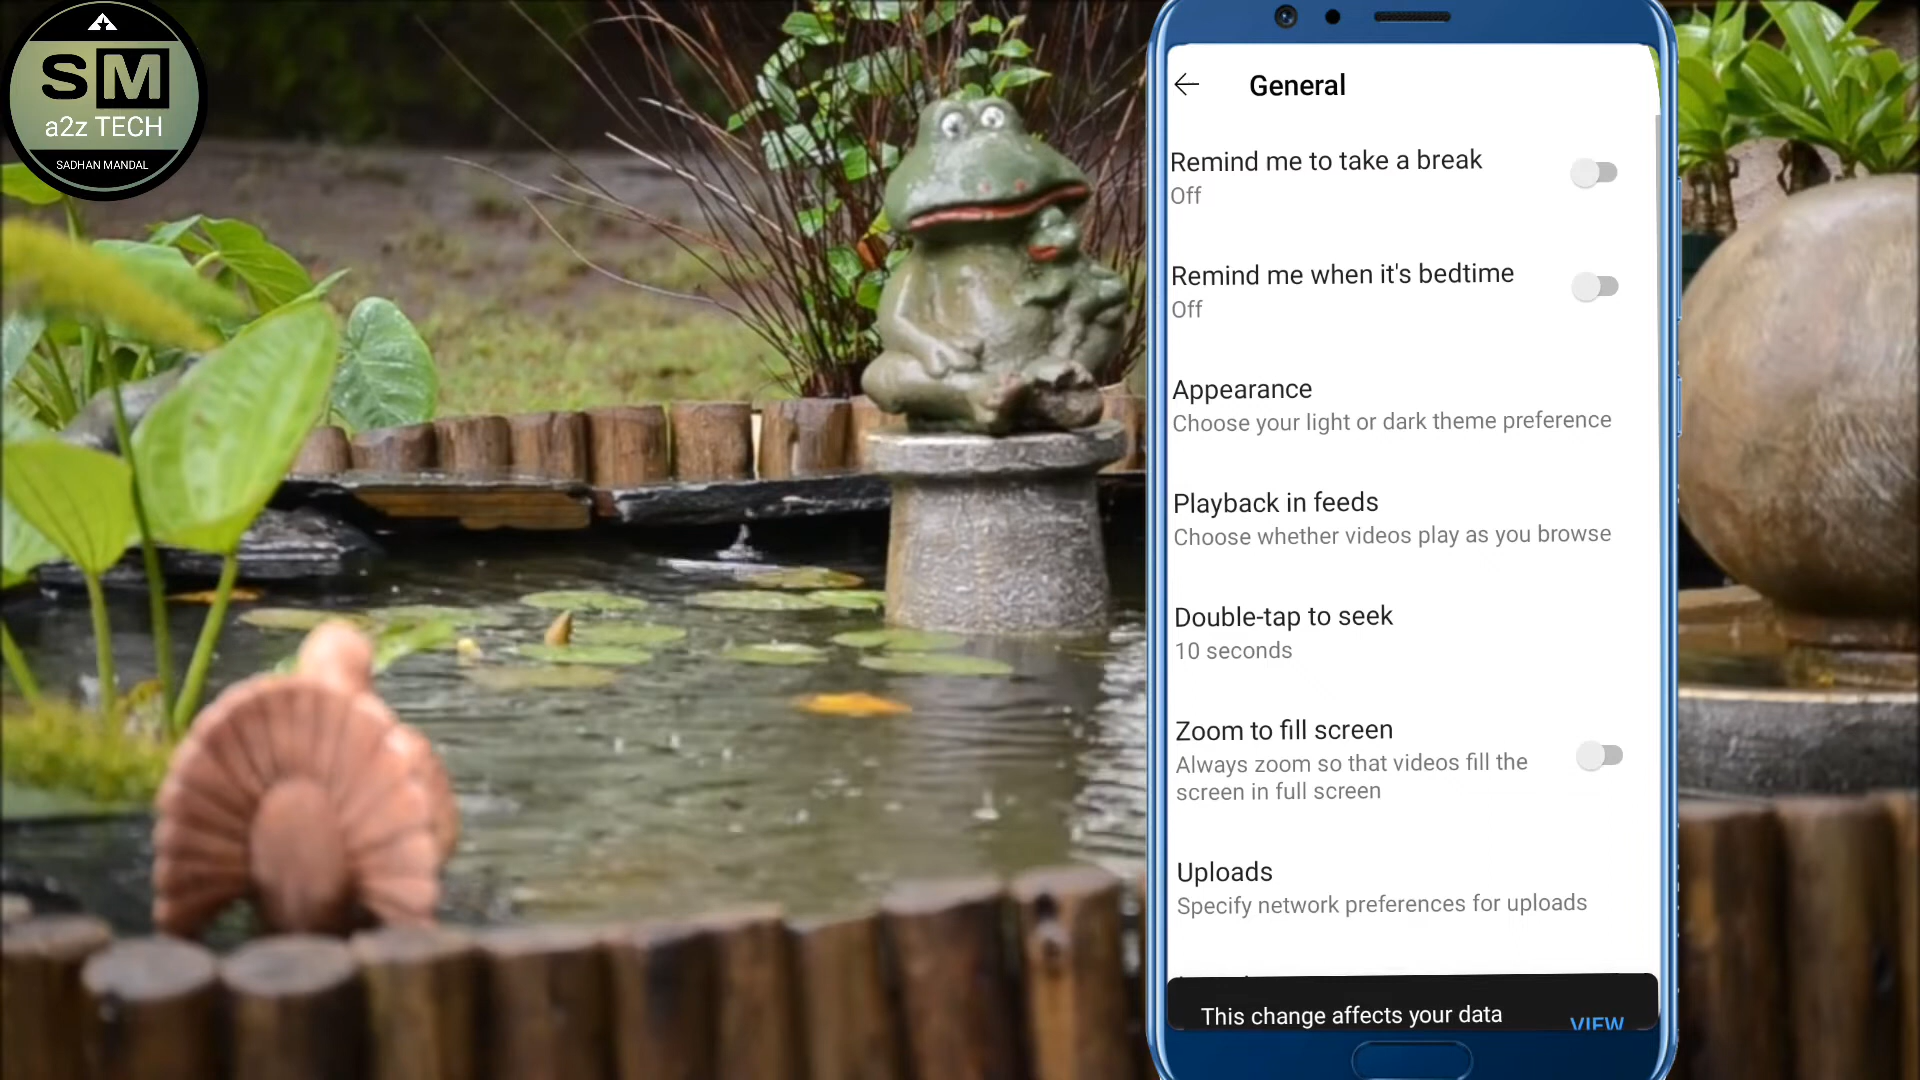 SM
a2z TECH
SADHAN MANDAL
General
Remind me to take a break
Off
Remind me when it's bedtime
Off
Appearance
Choose your light or dark theme preference
Playback in feeds
Choose whether videos play as you browse
Double-tap to seek
10 seconds
Zoom to fill screen
Always zoom so that videos fill the
screen in full screen
Uploads
Specify network preferences for uploads
This change affects your data
VIEW